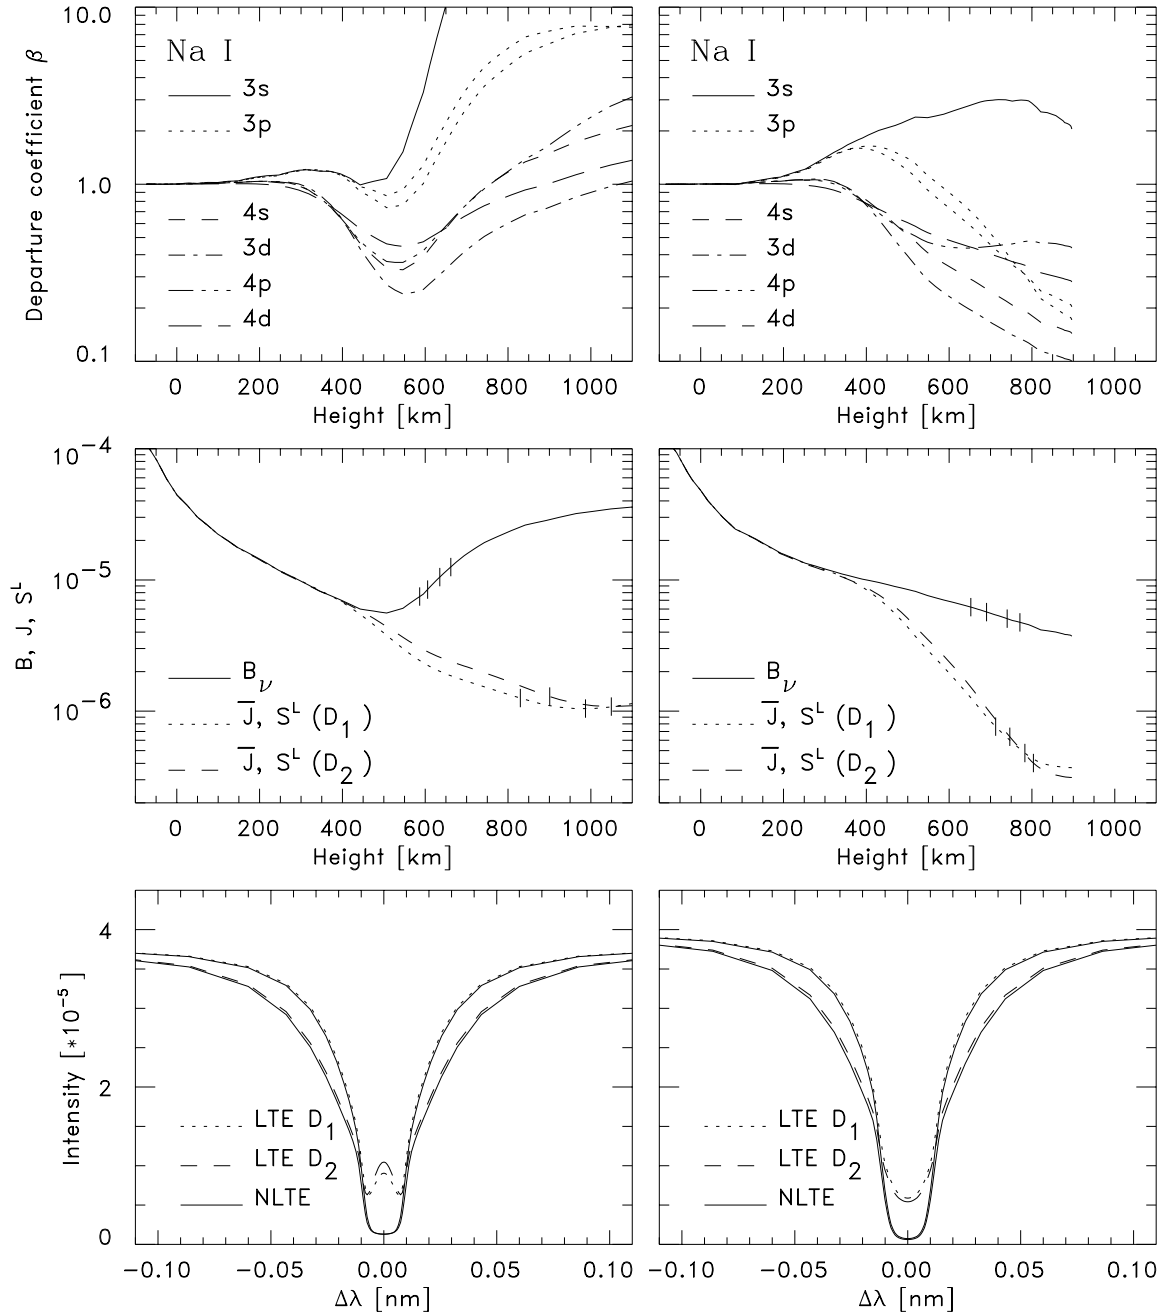 Departure coefficient β
10.0
1.0
0.1
Na I
3s
3p
4s
3d
4p
4d
0 200 400 600 800 1000
Height [km]
Na I
3s
3p
4s
3d
4p
4d
0 200 400 600 800 1000
Height [km]
B, J, Sᴸ
10⁻⁴
10⁻⁵
10⁻⁶
B_ν
J̅, Sᴸ (D₁)
J̅, Sᴸ (D₂)
0 200 400 600 800 1000
Height [km]
B_ν
J̅, Sᴸ (D₁)
J̅, Sᴸ (D₂)
0 200 400 600 800 1000
Height [km]
Intensity [*10⁻⁵]
4
2
0
LTE D₁
LTE D₂
NLTE
−0.10 −0.05 0.00 0.05 0.10
Δλ [nm]
LTE D₁
LTE D₂
NLTE
−0.10 −0.05 0.00 0.05 0.10
Δλ [nm]